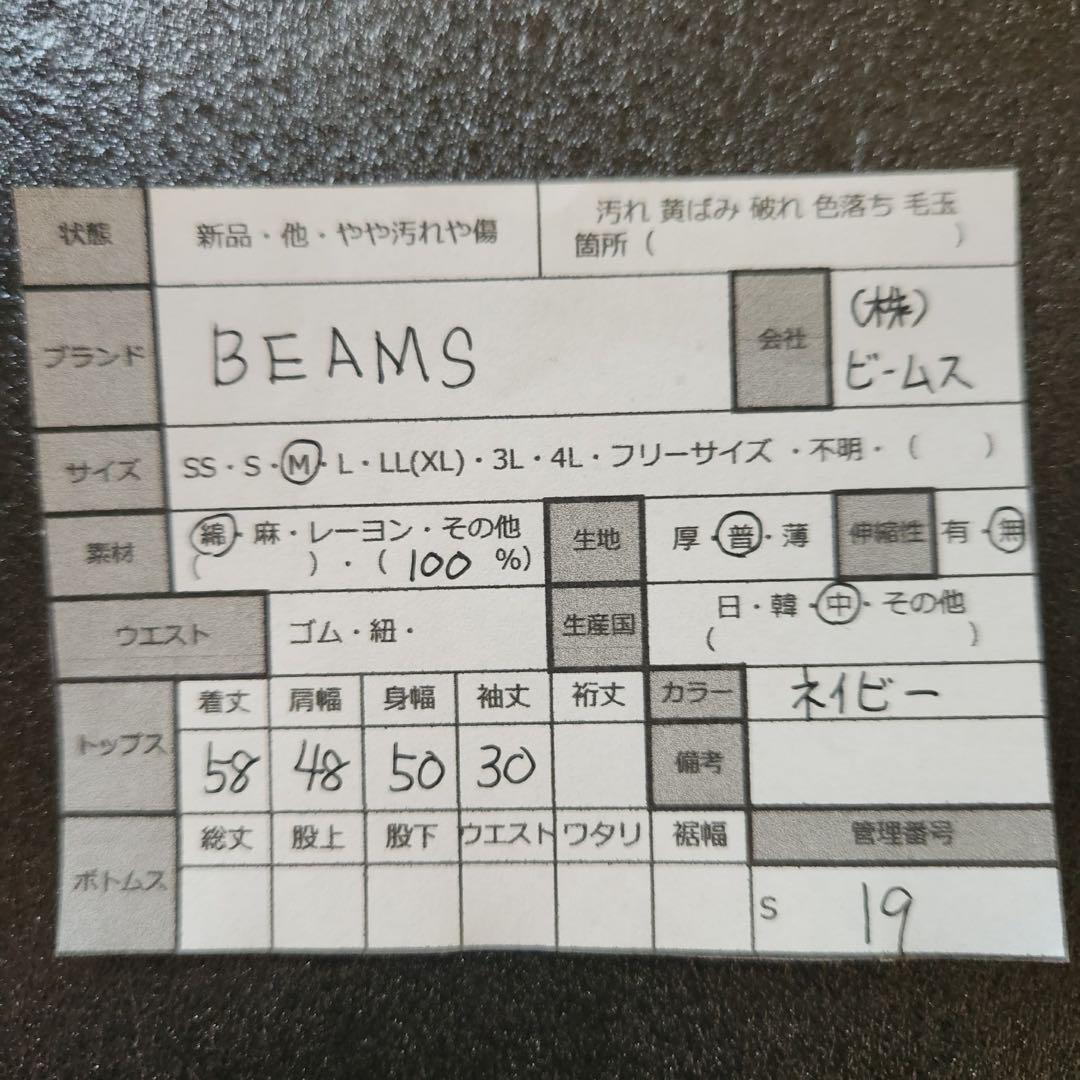 状態 新品・他・やや汚れや傷 汚れ 黄ばみ 破れ 色落ち 毛玉
箇所 ( )
ブランド BEAMS 会社 (株)
ビームス
サイズ SS・S・M・L・LL(XL)・3L・4L・フリーサイズ ・不明・( )
素材 綿・麻・レーヨン・その他 生地 厚・普・薄 伸縮性 有・無
( )・( 100 %)
ウエスト ゴム・紐・ 生産国 日・韓・中・その他
( )
トップス 着丈 肩幅 身幅 袖丈 裄丈 カラー ネイビー
58 48 50 30 備考
ボトムス 総丈 股上 股下 ウエスト ワタリ 裾幅 管理番号
S 19